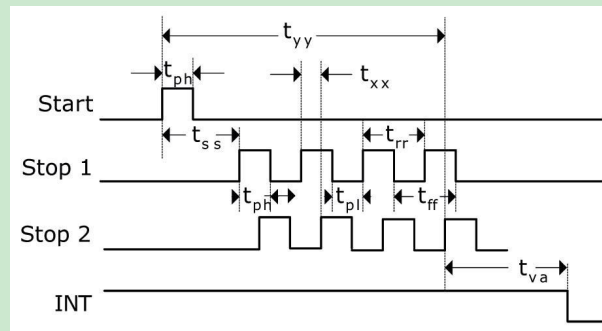 tyy
tph
txx
Start
tss
trr
Stop 1
tph
tpl
tff
Stop 2
tva
INT